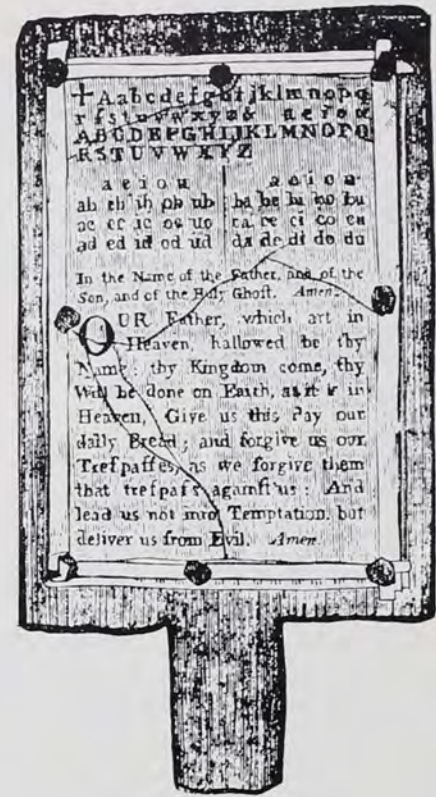 ✝Aabcdefghijklmnopq
rſstuvwxyz& aeiou
ABCDEFGHIJKLMNOPQ
RSTUVWXYZ
a e i o u a e i o u
ab eb ib ob ub ba be bi bo bu
ac ec ic oc uc ca ce ci co cu
ad ed id od ud da de di do du
In the Name of the Father, and of the
Son, and of the Holy Ghoſt. Amen.
OUR Father, which art in
Heaven, hallowed be thy
Name; thy Kingdom come, thy
Will be done on Earth, as it is in
Heaven, Give us this Day our
daily Bread; and forgive us our
Treſpaſſes, as we forgive them
that treſpaſs againſt us: And
lead us not into Temptation, but
deliver us from Evil. Amen.